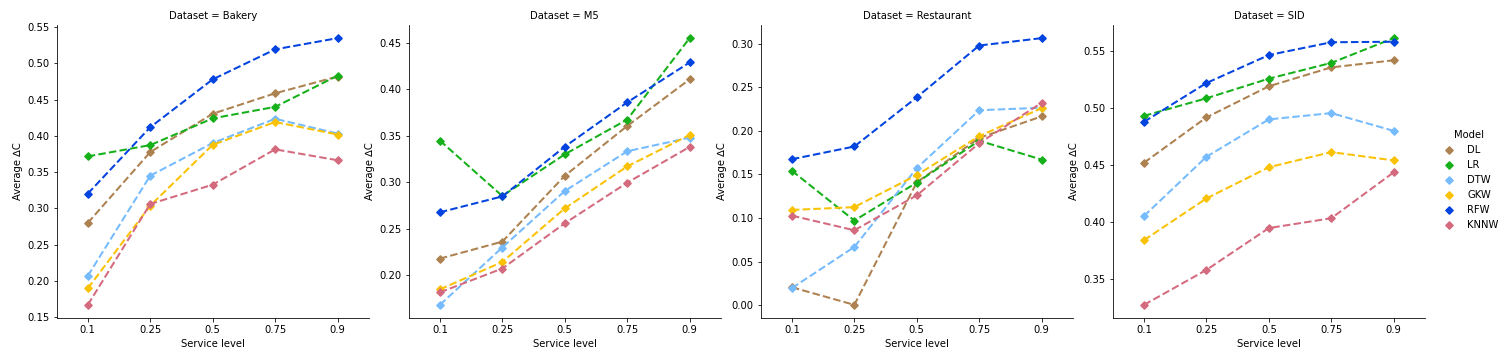 Dataset = Bakery
0.55
0.50
0.45
0.40
0.35
0.30
0.25
0.20
0.15
Average ΔC
0.1 0.25 0.5 0.75 0.9
Service level
Dataset = M5
0.45
0.40
0.35
0.30
0.25
0.20
Average ΔC
0.1 0.25 0.5 0.75 0.9
Service level
Dataset = Restaurant
0.30
0.25
0.20
0.15
0.10
0.05
0.00
Average ΔC
0.1 0.25 0.5 0.75 0.9
Service level
Dataset = SID
0.55
0.50
0.45
0.40
0.35
Average ΔC
0.1 0.25 0.5 0.75 0.9
Service level
Model
DL
LR
DTW
GKW
RFW
KNNW